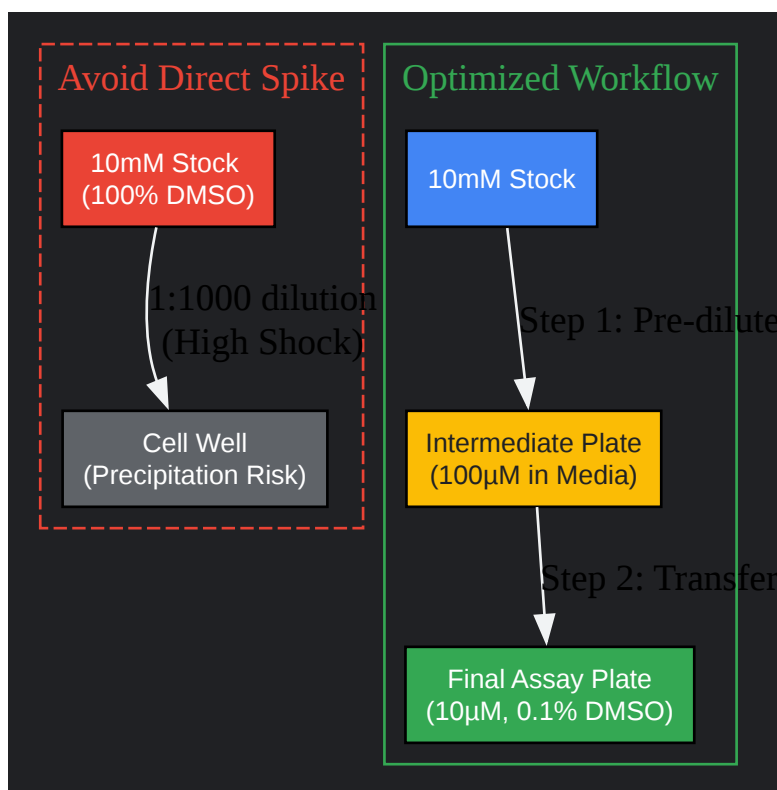 Avoid Direct Spike
10mM Stock
(100% DMSO)
1:1000 dilution
(High Shock)
Cell Well
(Precipitation Risk)
Optimized Workflow
10mM Stock
Step 1: Pre-dilute
Intermediate Plate
(100µM in Media)
Step 2: Transfer
Final Assay Plate
(10µM, 0.1% DMSO)